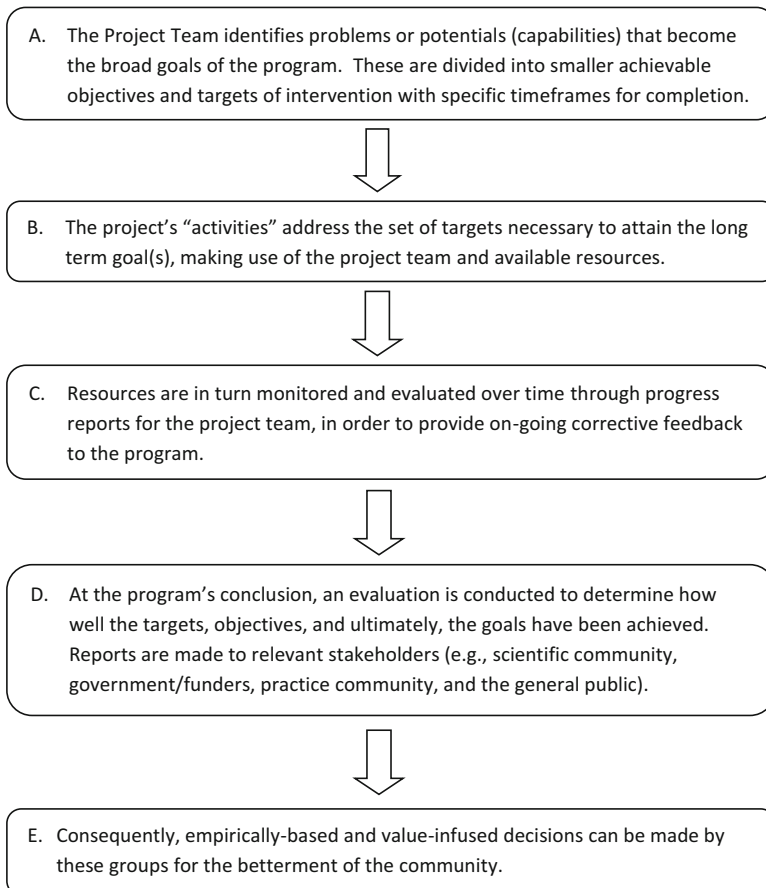 A. The Project Team identifies problems or potentials (capabilities) that become
the broad goals of the program. These are divided into smaller achievable
objectives and targets of intervention with specific timeframes for completion.
B. The project's “activities” address the set of targets necessary to attain the long
term goal(s), making use of the project team and available resources.
C. Resources are in turn monitored and evaluated over time through progress
reports for the project team, in order to provide on-going corrective feedback
to the program.
D. At the program's conclusion, an evaluation is conducted to determine how
well the targets, objectives, and ultimately, the goals have been achieved.
Reports are made to relevant stakeholders (e.g., scientific community,
government/funders, practice community, and the general public).
E. Consequently, empirically-based and value-infused decisions can be made by
these groups for the betterment of the community.